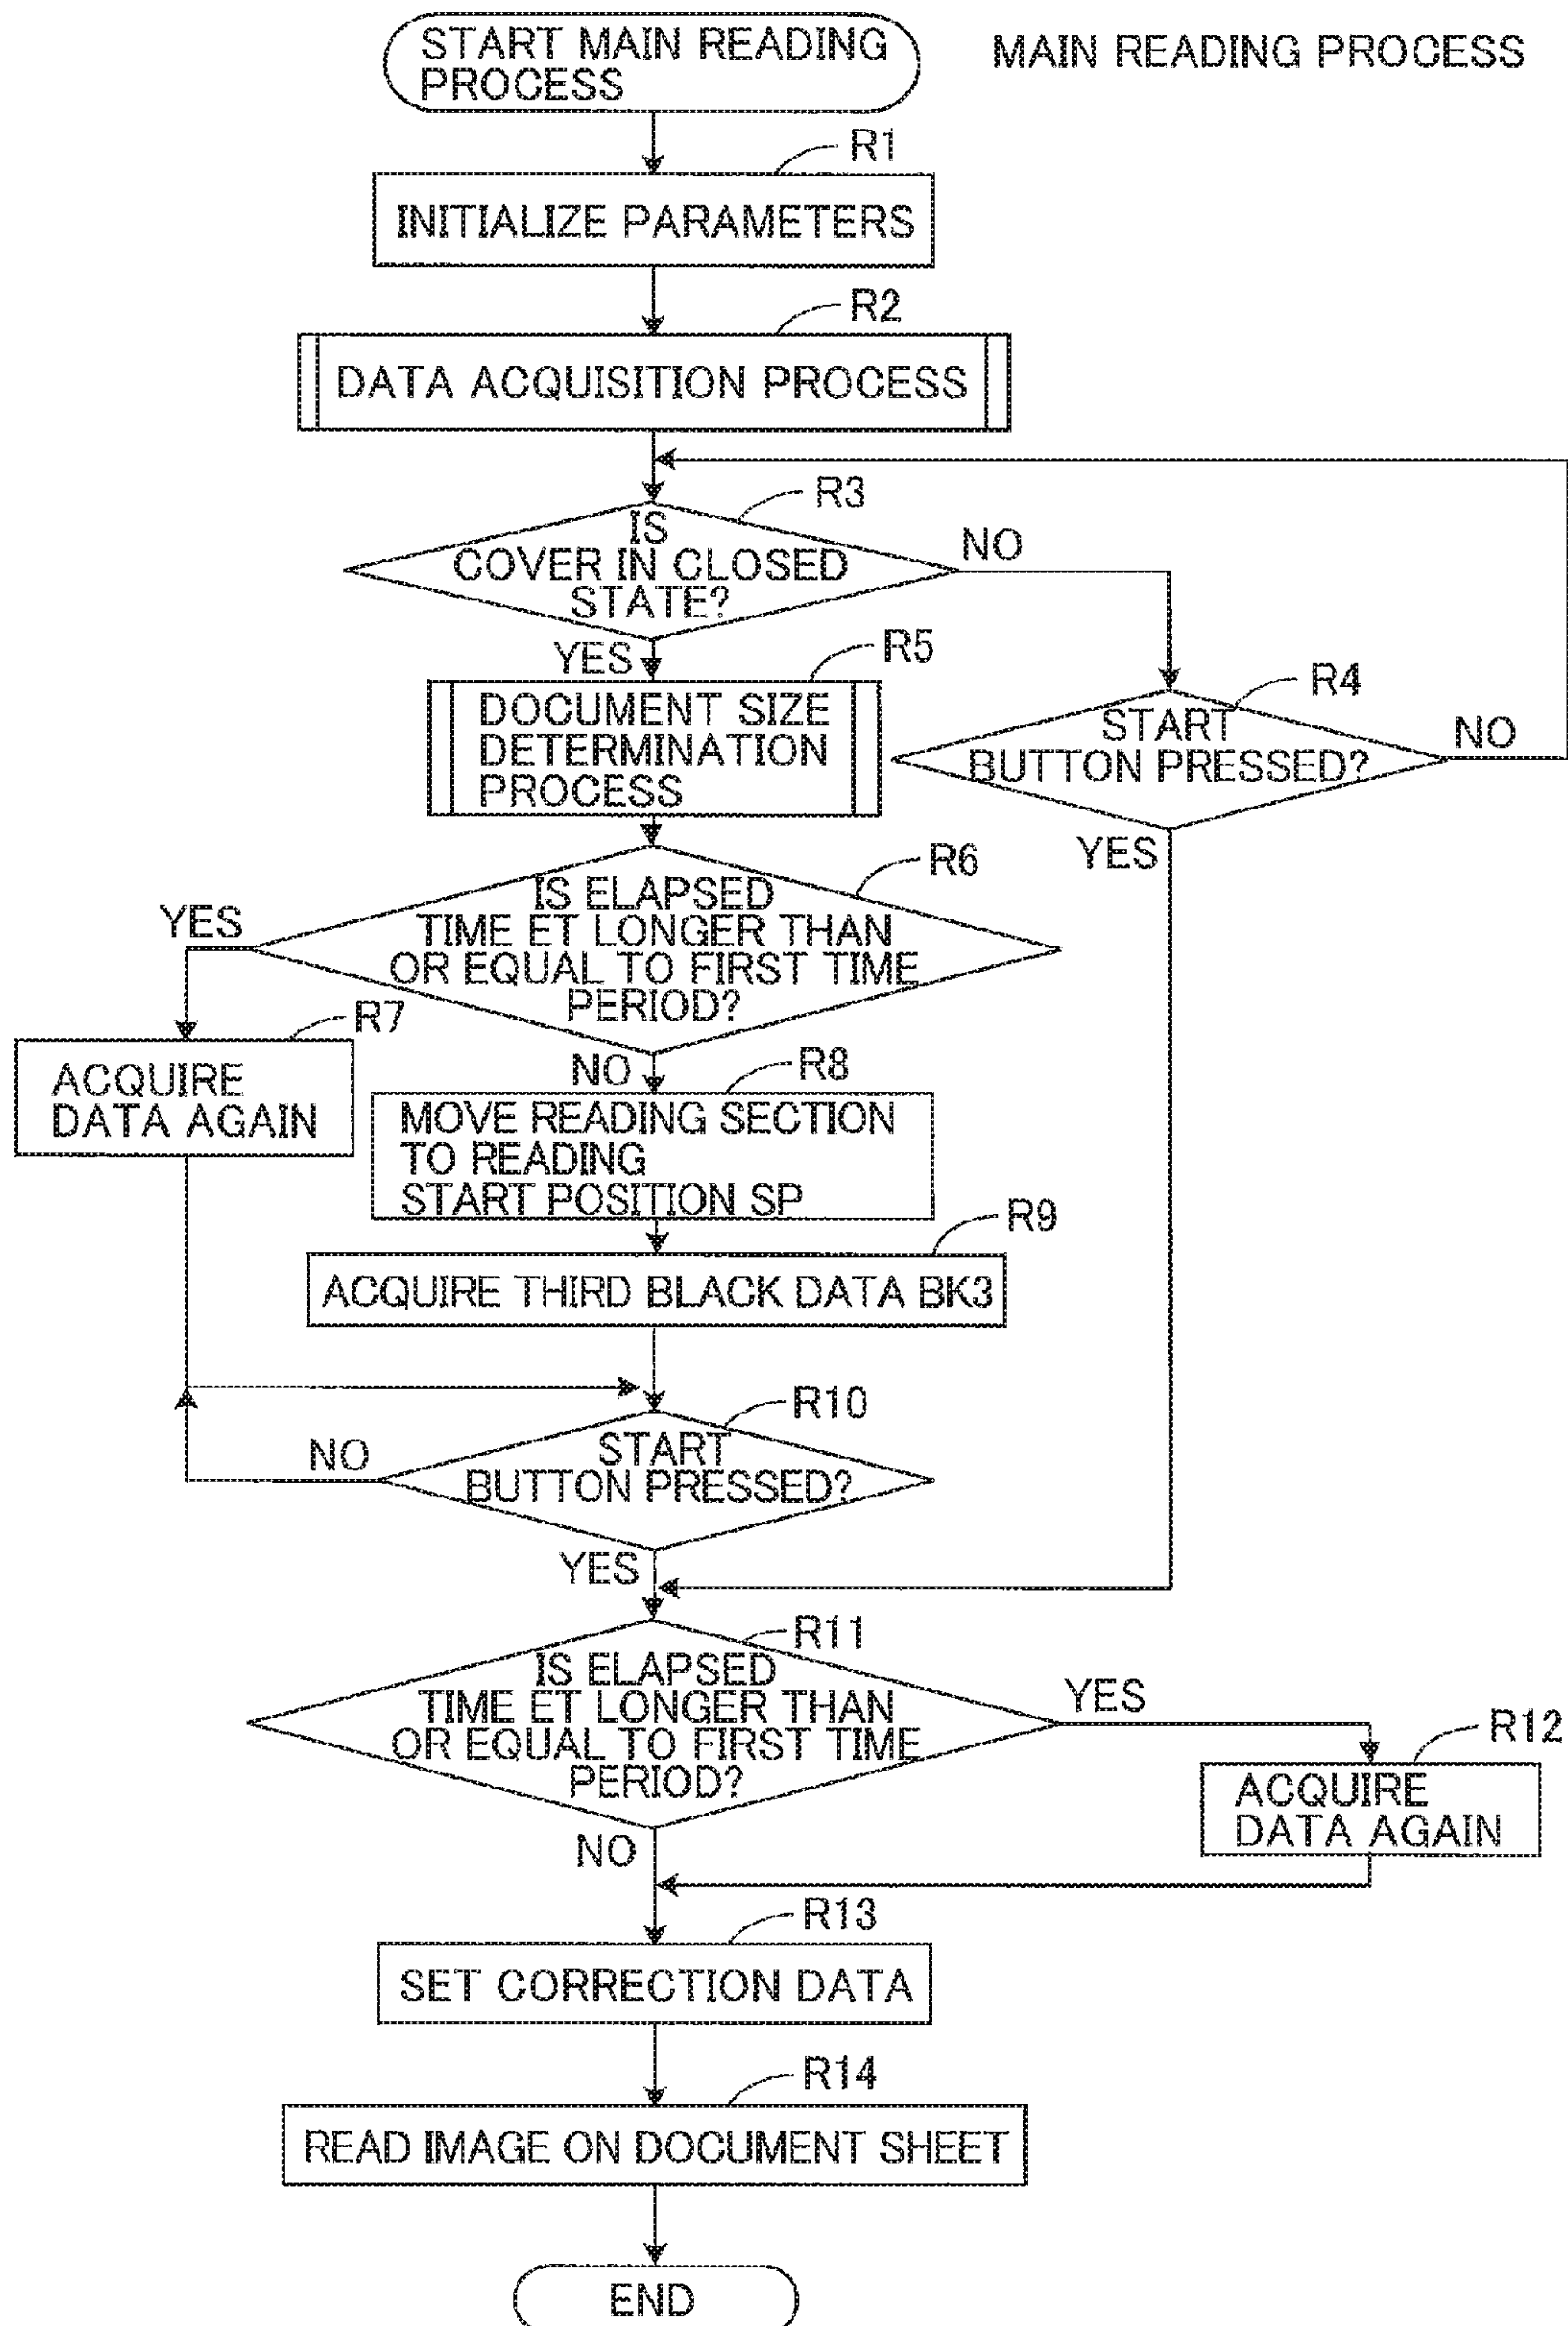 START MAIN READING
PROCESS
MAIN READING PROCESS
R1
INITIALIZE PARAMETERS
R2
DATA ACQUISITION PROCESS
R3
IS
COVER IN CLOSED
STATE?
NO
YES
R5
DOCUMENT SIZE
DETERMINATION
PROCESS
R4
START
BUTTON PRESSED?
NO
YES
R6
IS ELAPSED
TIME ET LONGER THAN
OR EQUAL TO FIRST TIME
PERIOD?
YES
R7
ACQUIRE
DATA AGAIN
NO
R8
MOVE READING SECTION
TO READING
START POSITION SP
R9
ACQUIRE THIRD BLACK DATA BK3
R10
START
BUTTON PRESSED?
NO
YES
R11
IS ELAPSED
TIME ET LONGER THAN
OR EQUAL TO FIRST TIME
PERIOD?
YES
R12
ACQUIRE
DATA AGAIN
NO
R13
SET CORRECTION DATA
R14
READ IMAGE ON DOCUMENT SHEET
END